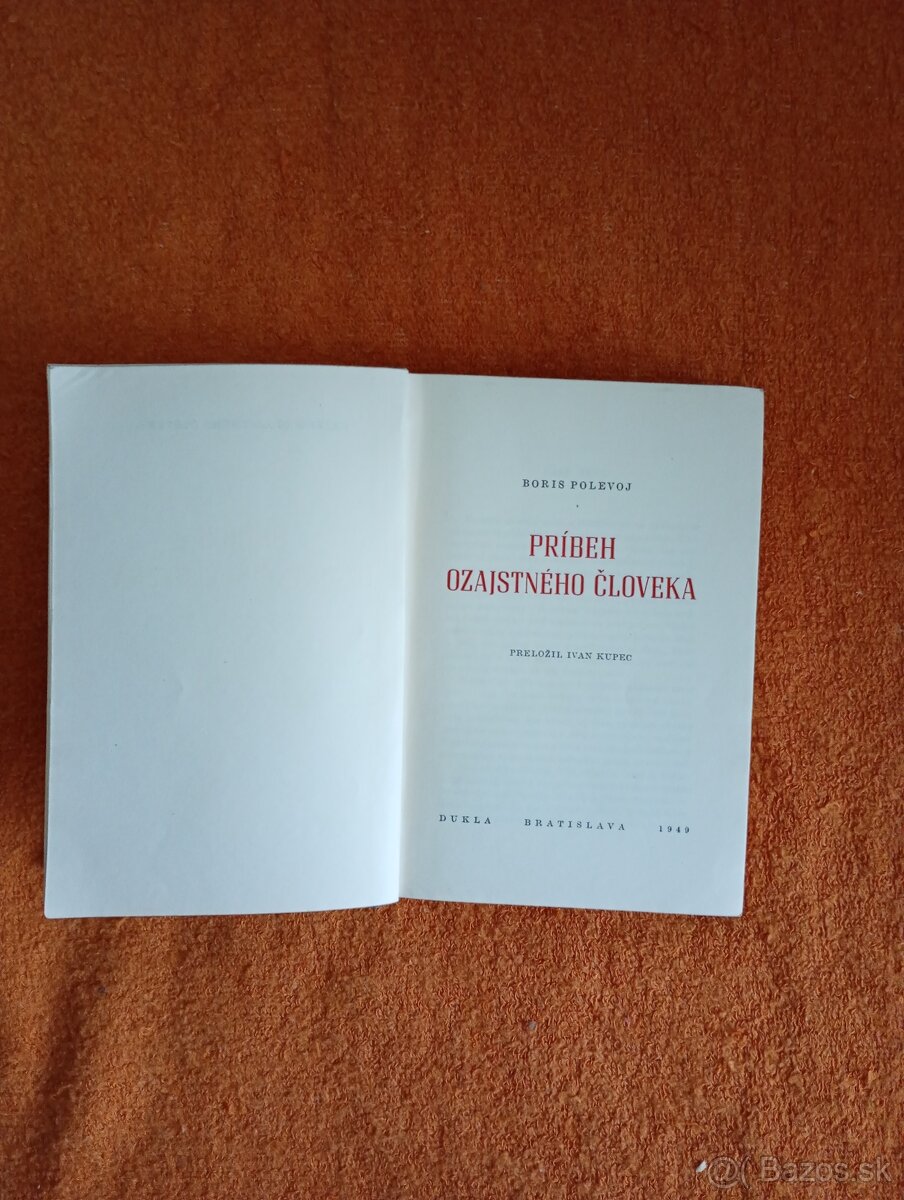 BORIS POLEVOJ
PRÍBEH
OZAJSTNÉHO ČLOVEKA
PRELOŽIL IVAN KUPEC
DUKLA BRATISLAVA 1949
@( Bazos.sk